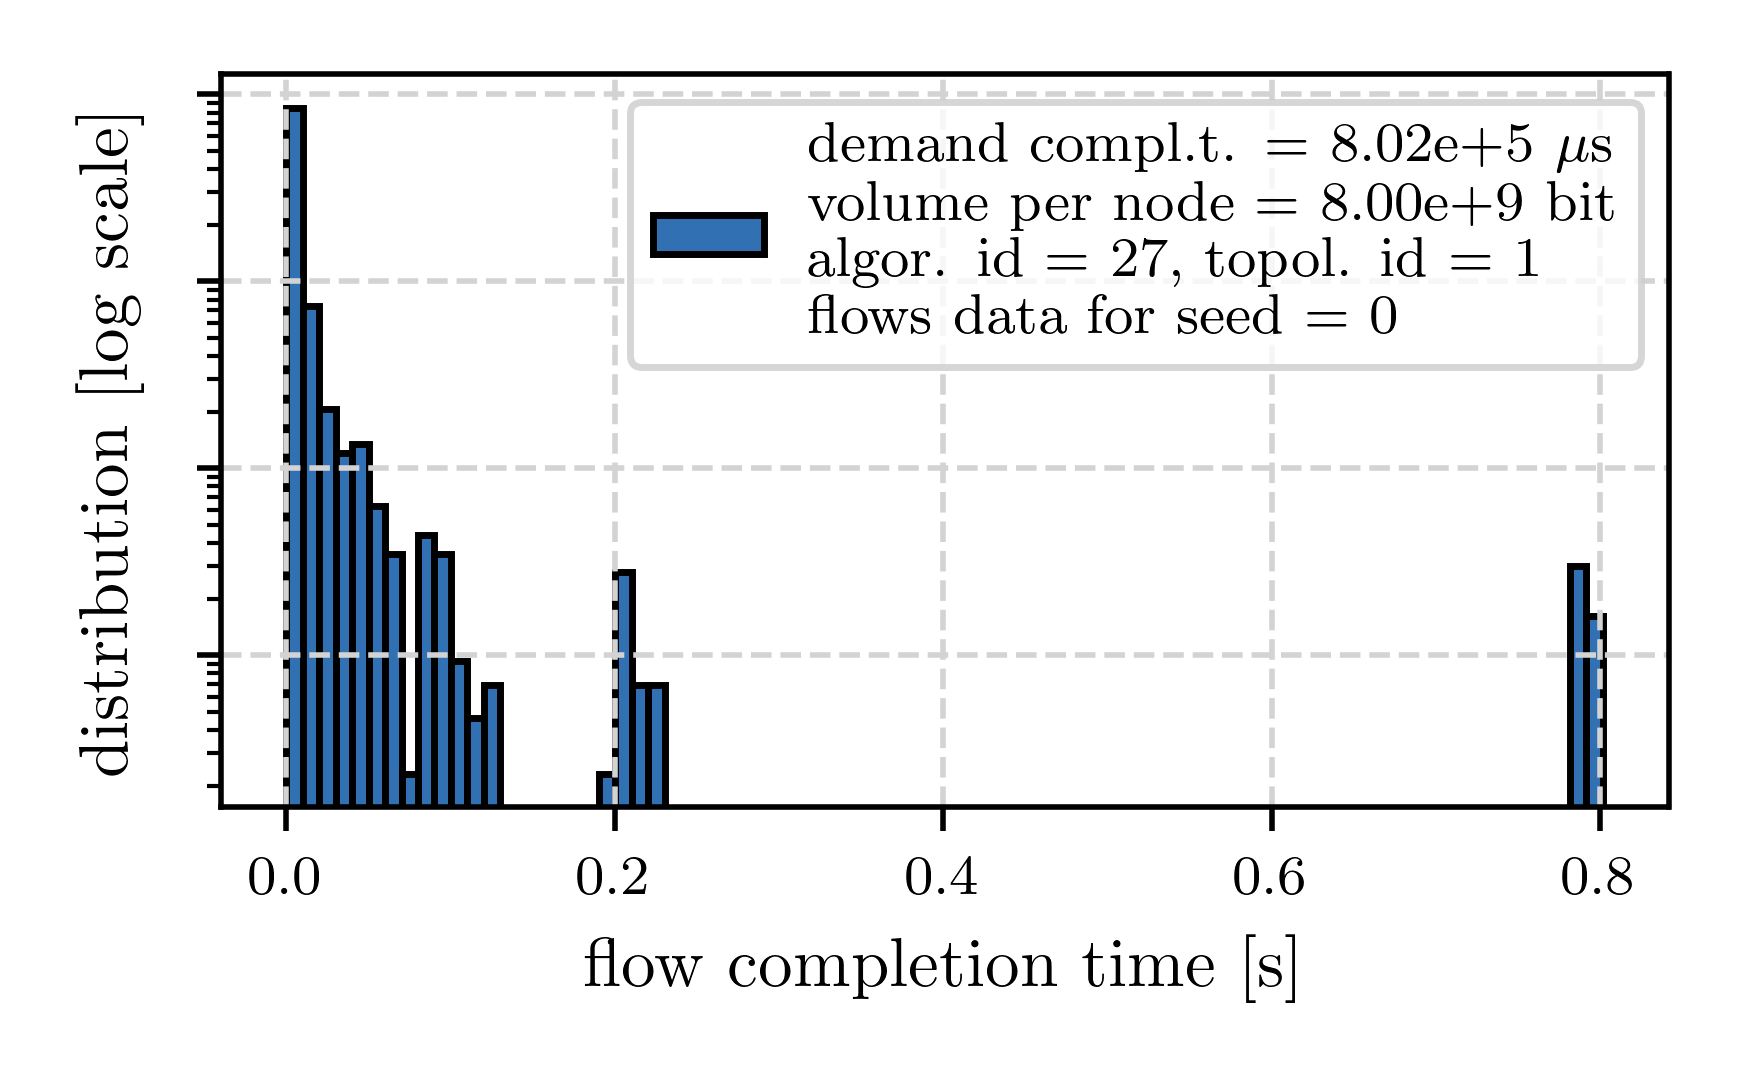 distribution [log scale]
demand compl.t. = 8.02e+5 μs
volume per node = 8.00e+9 bit
algor. id = 27, topol. id = 1
flows data for seed = 0
0.0 0.2 0.4 0.6 0.8
flow completion time [s]